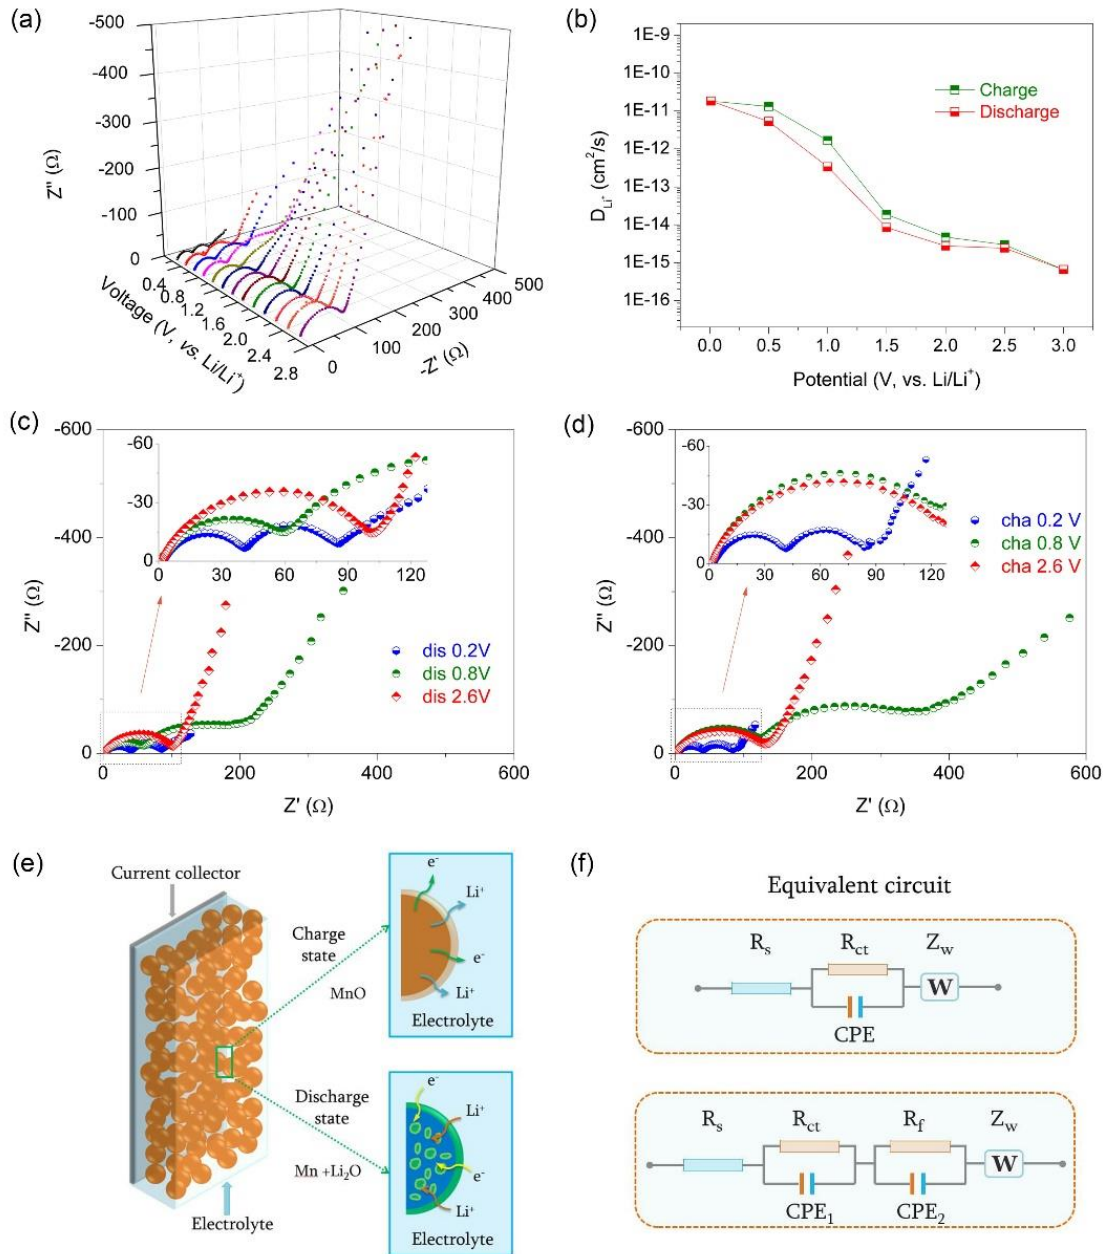 (a)
-500
-400
-300
-200
-100
0
Z'' (Ω)
0.4
0.8
1.2
1.6
2.0
2.4
2.8
Voltage (V, vs. Li/Li⁺)
0
100
200
300
400
500
-Z' (Ω)
(b)
1E-9
1E-10
1E-11
1E-12
1E-13
1E-14
1E-15
1E-16
D_Li⁺ (cm²/s)
Charge
Discharge
0.0 0.5 1.0 1.5 2.0 2.5 3.0
Potential (V, vs. Li/Li⁺)
(c)
-600
-400
-200
0
Z'' (Ω)
-60
-30
0
0 30 60 90 120
dis 0.2V
dis 0.8V
dis 2.6V
0 200 400 600
Z' (Ω)
(d)
-600
-400
-200
0
Z'' (Ω)
-60
-30
0
0 30 60 90 120
cha 0.2 V
cha 0.8 V
cha 2.6 V
0 200 400 600
Z' (Ω)
(e)
Current collector
Charge
state
MnO
e⁻
Li⁺
e⁻
Li⁺
Electrolyte
Discharge
state
Mn +Li₂O
e⁻
Li⁺
e⁻
Li⁺
Electrolyte
Electrolyte
(f)
Equivalent circuit
Rₛ R_ct Z_w
W
CPE
Rₛ R_ct R_f Z_w
W
CPE₁ CPE₂